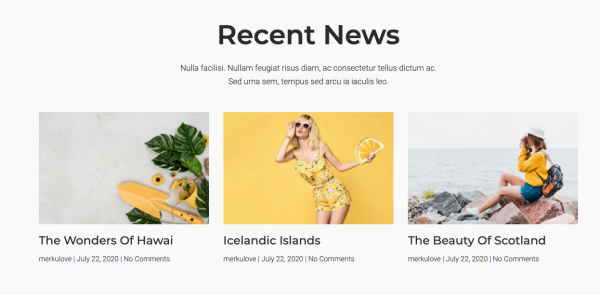 Recent News
Nulla facilisi. Nullam feugiat risus diam, ac consectetur tellus dictum ac.
Sed urna sem, tempus sed arcu ia iaculis leo.
The Wonders Of Hawai
merkulove | July 22, 2020 | No Comments
Icelandic Islands
merkulove | July 22, 2020 | No Comments
The Beauty Of Scotland
merkulove | July 22, 2020 | No Comments